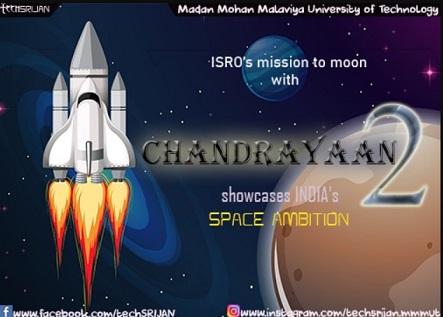 techSRIJAN
Madan Mohan Malaviya University of Technology
ISRO's mission to moon
with
CHANDRAYAAN 2
showcases INDIA's
SPACE AMBITION
www.facebook.com/techSRIJAN
www.instagram.com/techsrijan.mmmut